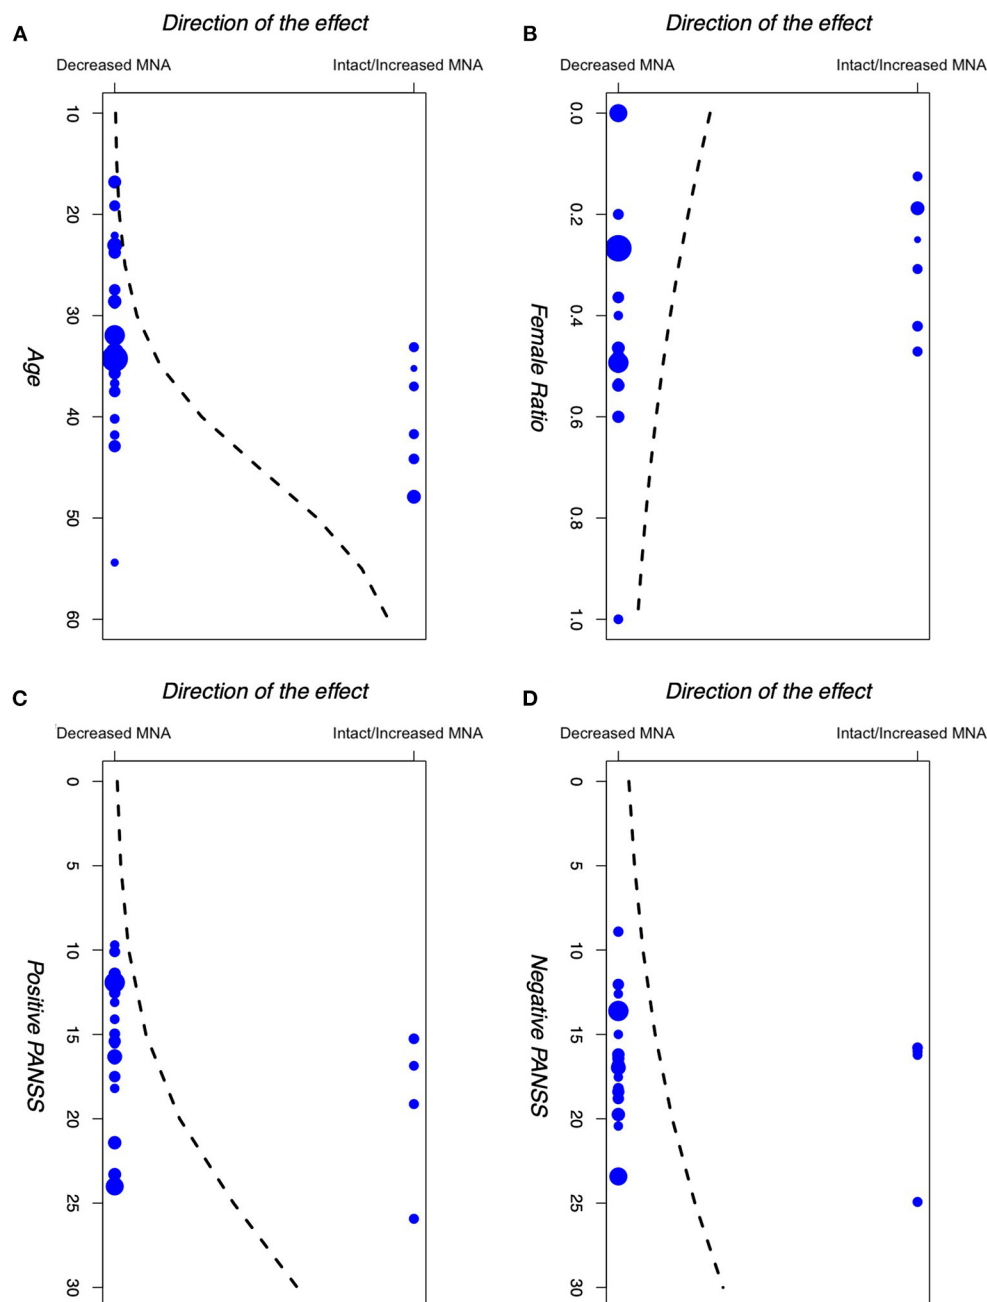 A
Direction of the effect
Decreased MNA
Intact/Increased MNA
10
20
30
40
50
60
Age
B
Direction of the effect
Decreased MNA
Intact/Increased MNA
0.0
0.2
0.4
0.6
0.8
1.0
Female Ratio
C
Direction of the effect
Decreased MNA
Intact/Increased MNA
0
5
10
15
20
25
30
Positive PANSS
D
Direction of the effect
Decreased MNA
Intact/Increased MNA
0
5
10
15
20
25
30
Negative PANSS